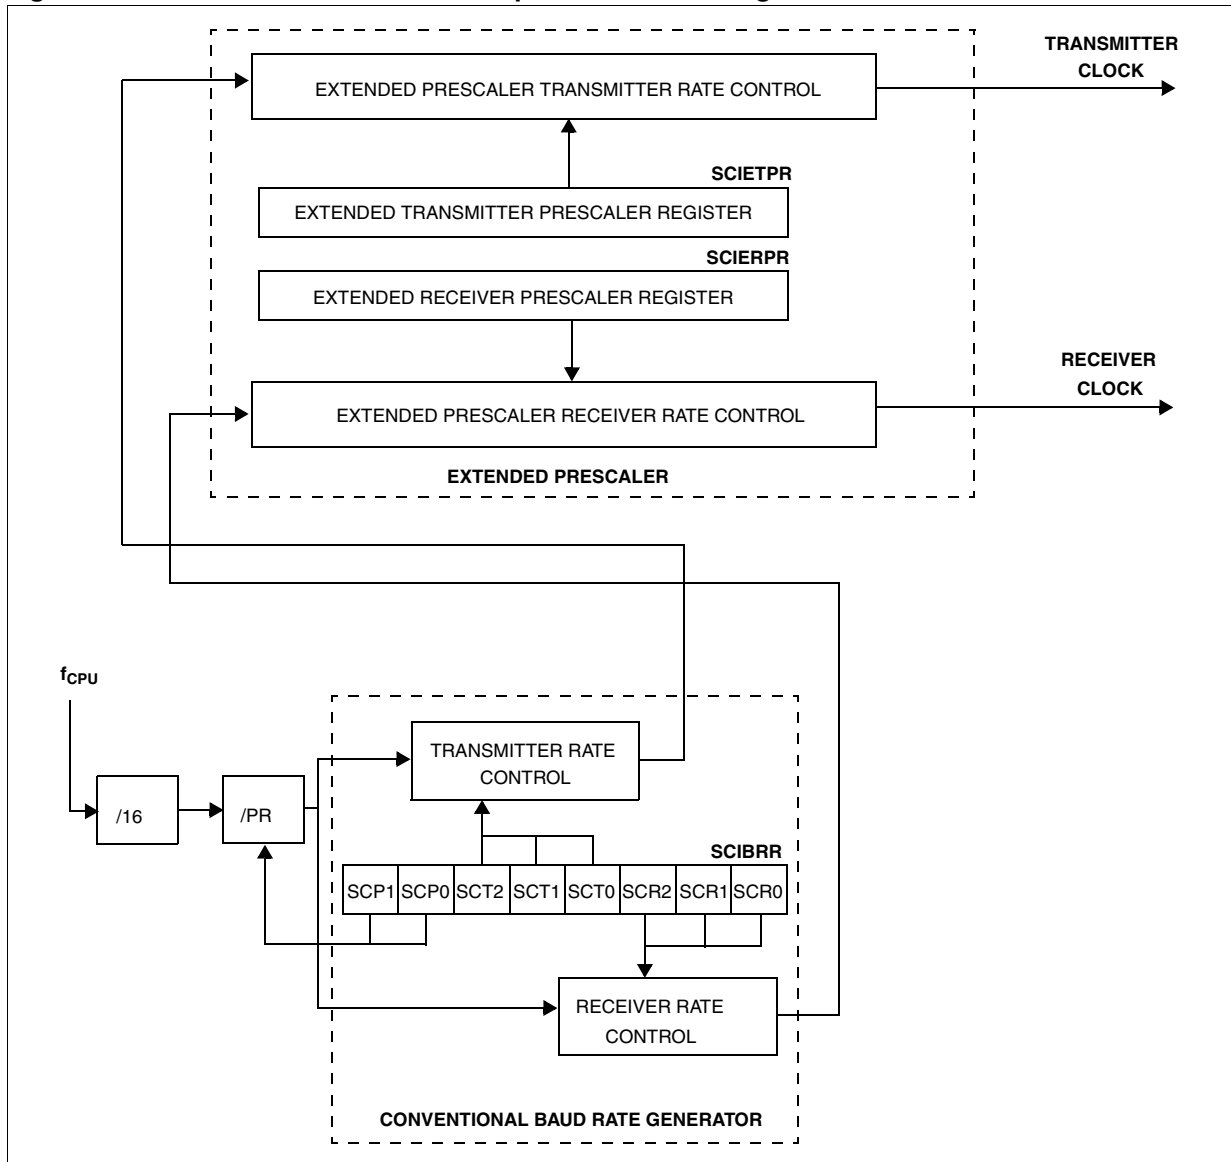 TRANSMITTER
CLOCK
EXTENDED PRESCALER TRANSMITTER RATE CONTROL
SCIETPR
EXTENDED TRANSMITTER PRESCALER REGISTER
SCIERPR
EXTENDED RECEIVER PRESCALER REGISTER
RECEIVER
CLOCK
EXTENDED PRESCALER RECEIVER RATE CONTROL
EXTENDED PRESCALER
fCPU
TRANSMITTER RATE
CONTROL
/16
/PR
SCIBRR
SCP1 SCP0 SCT2 SCT1 SCT0 SCR2 SCR1 SCR0
RECEIVER RATE
CONTROL
CONVENTIONAL BAUD RATE GENERATOR